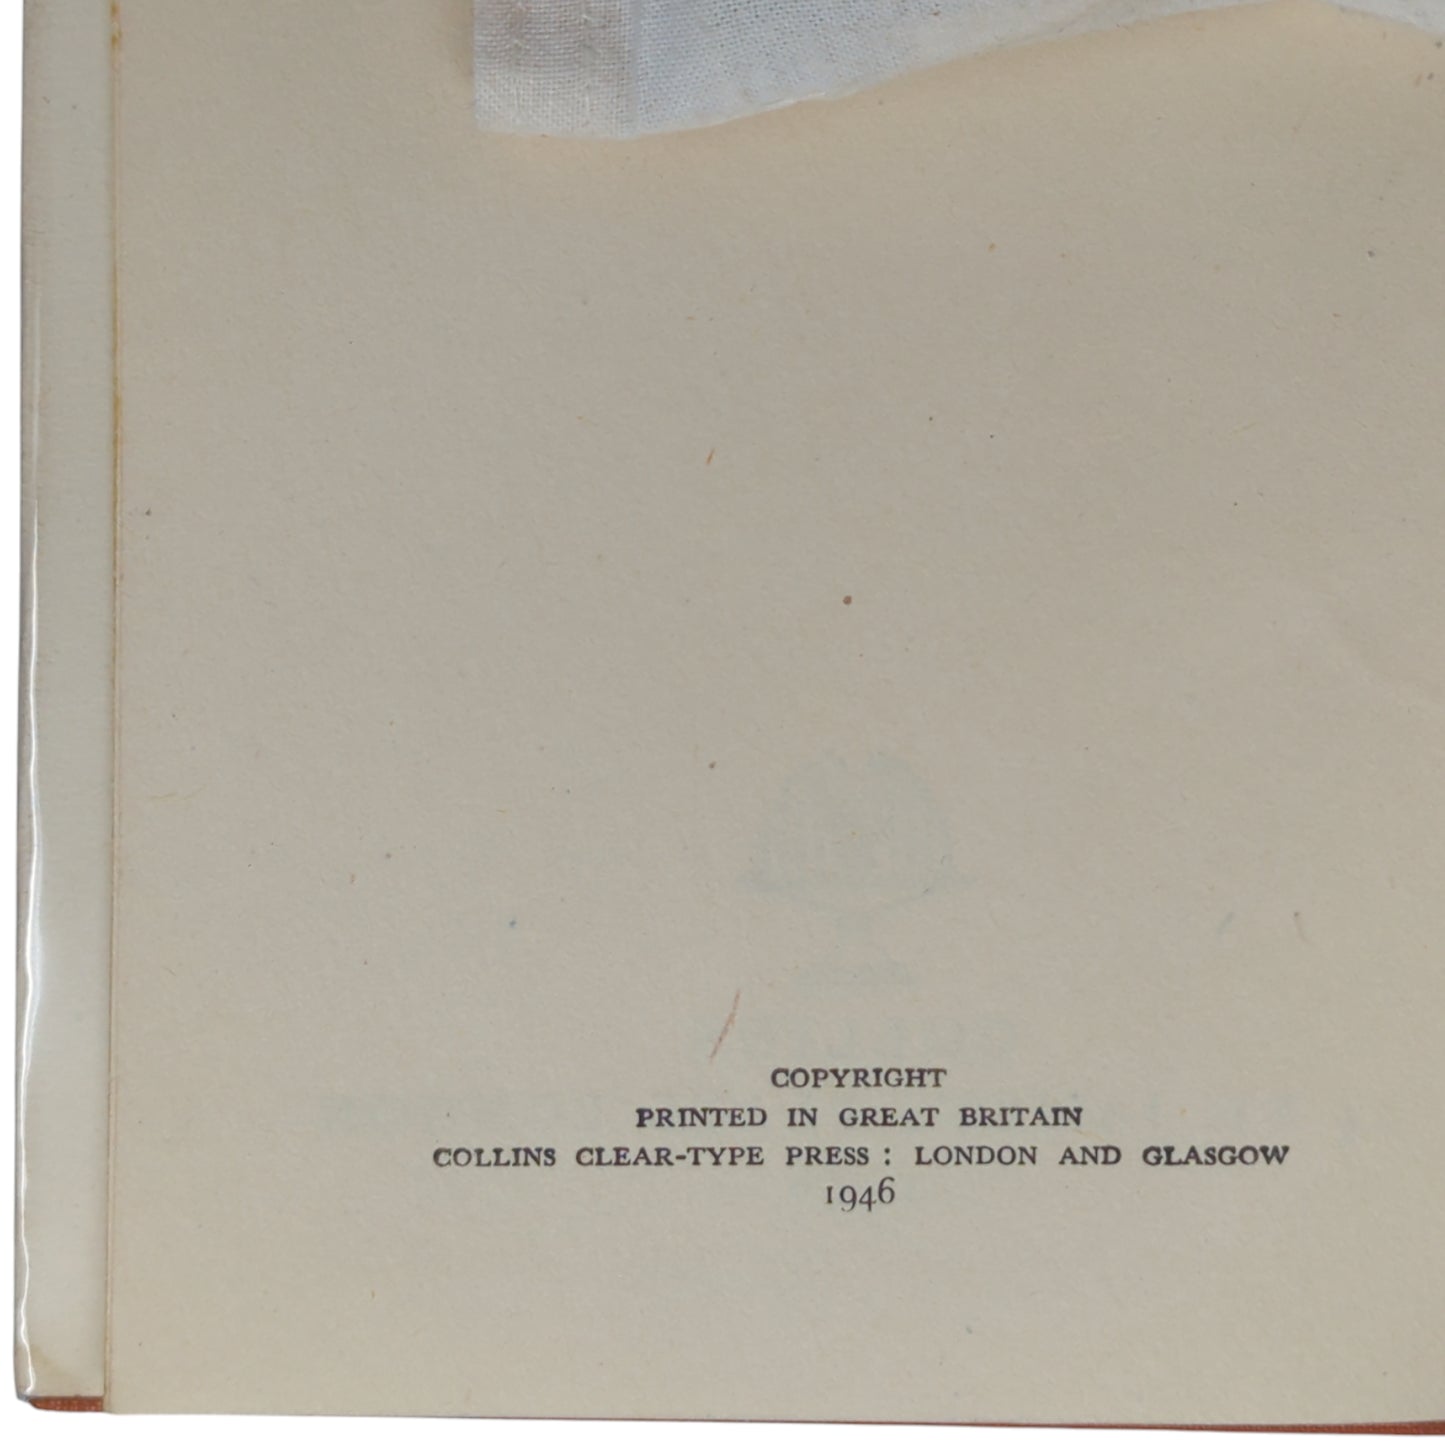 COPYRIGHT
PRINTED IN GREAT BRITAIN
COLLINS CLEAR-TYPE PRESS : LONDON AND GLASGOW
1946